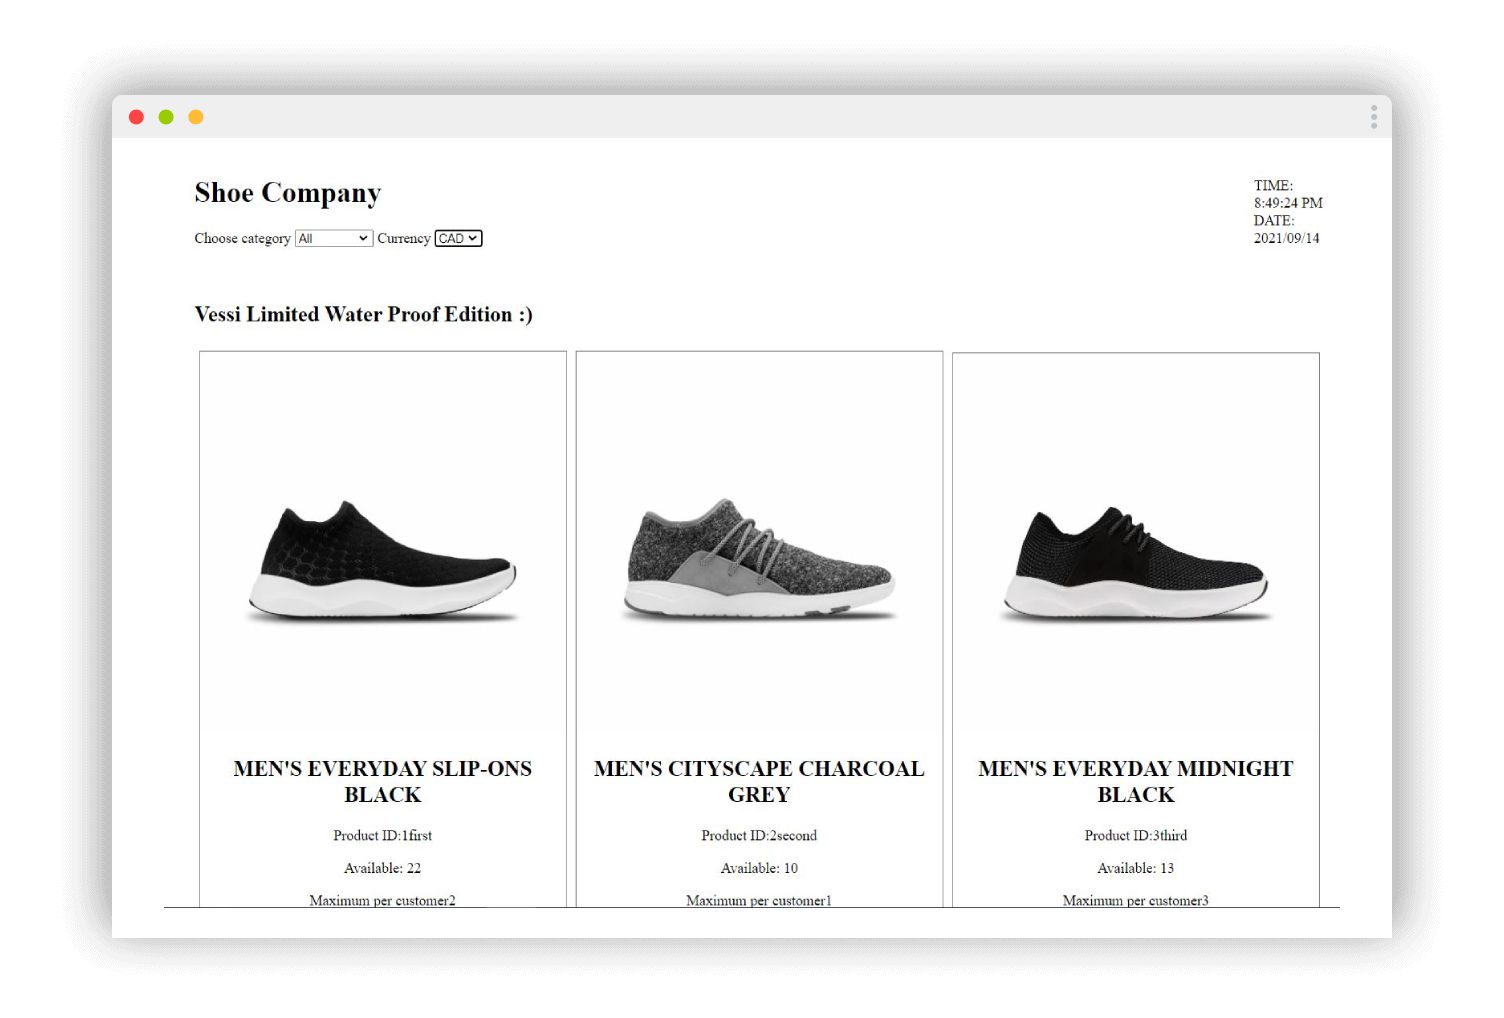 Shoe Company
TIME:
8:49:24 PM
DATE:
2021/09/14
Choose category All Currency CAD
Vessi Limited Water Proof Edition :)
MEN'S EVERYDAY SLIP-ONS
BLACK
Product ID:1first
Available: 22
Maximum per customer2
MEN'S CITYSCAPE CHARCOAL
GREY
Product ID:2second
Available: 10
Maximum per customer1
MEN'S EVERYDAY MIDNIGHT
BLACK
Product ID:3third
Available: 13
Maximum per customer3